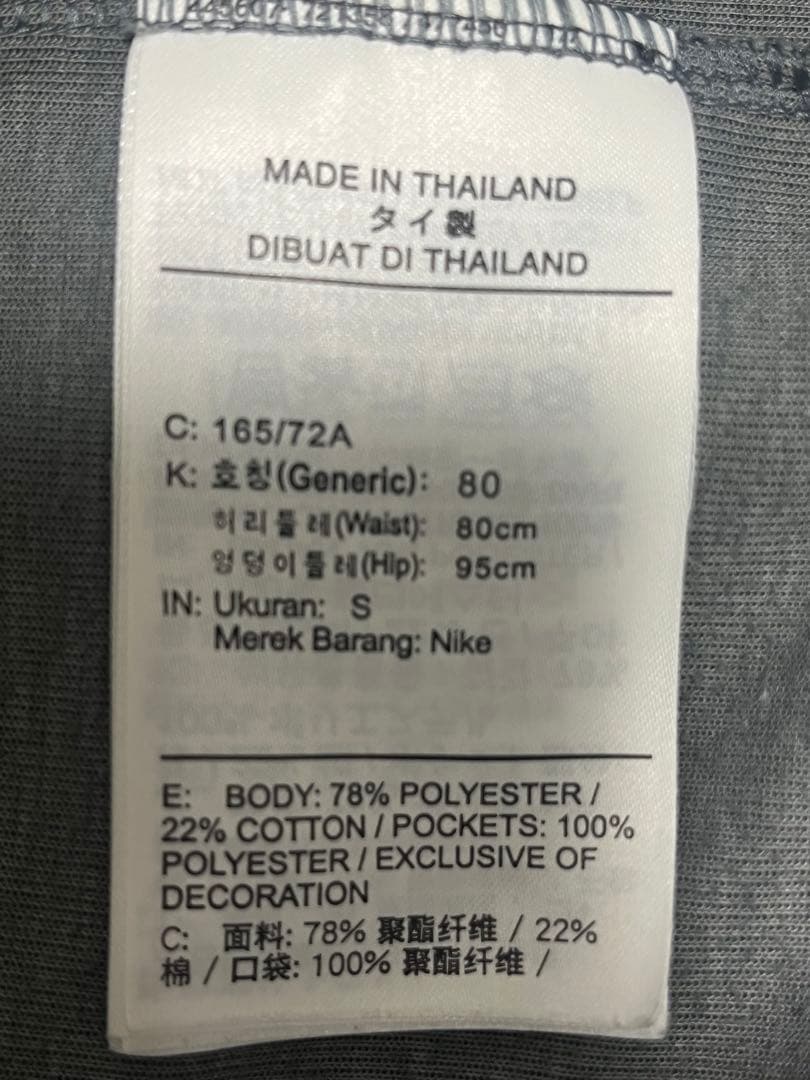 MADE IN THAILAND
タイ製
DIBUAT DI THAILAND
C: 165/72A
K: 호칭(Generic): 80
허리둘레(Waist): 80cm
엉덩이둘레(Hip): 95cm
IN: Ukuran: S
Merek Barang: Nike
E: BODY: 78% POLYESTER /
22% COTTON / POCKETS: 100%
POLYESTER / EXCLUSIVE OF
DECORATION
C: 面料: 78% 聚酯纤维 / 22%
棉 / 口袋: 100% 聚酯纤维 /